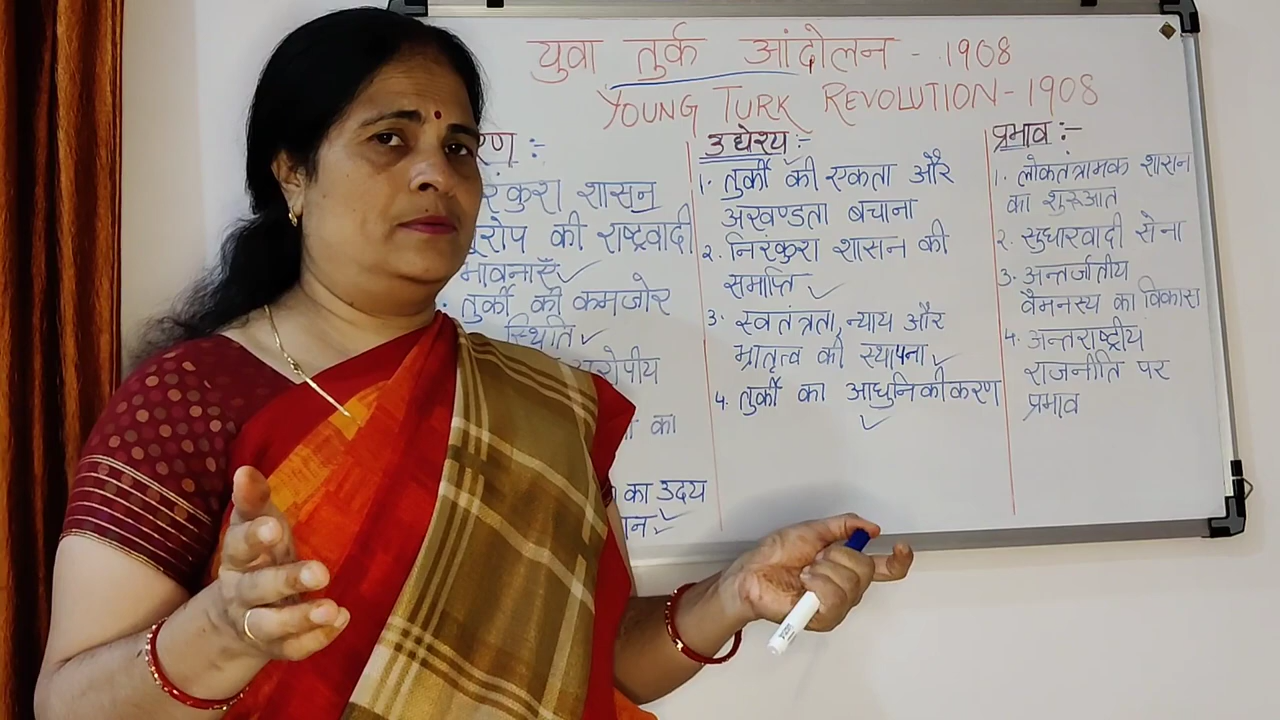 युवा तुर्क आंदोलन - 1908
YOUNG TURK REVOLUTION - 1908
रण :-
रंकुश शासन
यूरोप की राष्ट्रवादी
भावनाएँ
तुर्की की कमजोर
स्थिति
यूरोपीय
का
का उदय
उद्येश्य :-
1. तुर्की की एकता और
अखण्डता बचाना
2. निरंकुश शासन की
समाप्ति
3. स्वतंत्रता, न्याय और
भ्रातृत्व की स्थापना
4. तुर्की का आधुनिकीकरण
प्रभाव :-
1. लोकतंत्रामक शासन
का शुरूआत
2. सुधारवादी सेना
3. अन्तर्जातीय
वैमनस्य का विकास
4. अन्तराष्ट्रीय
राजनीति पर
प्रभाव